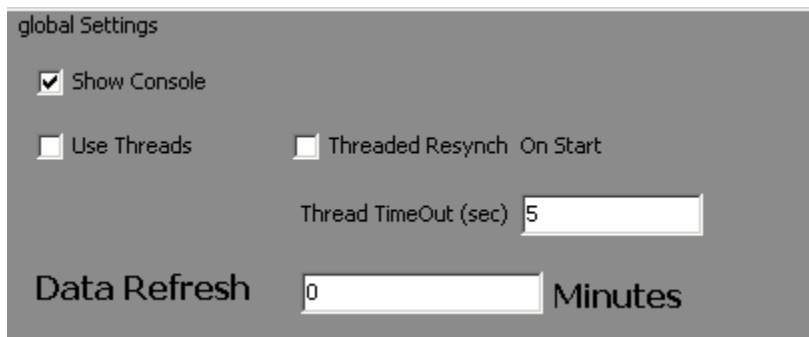 global Settings
Show Console
Use Threads Threaded Resynch On Start
Thread TimeOut (sec) 5
Data Refresh 0 Minutes